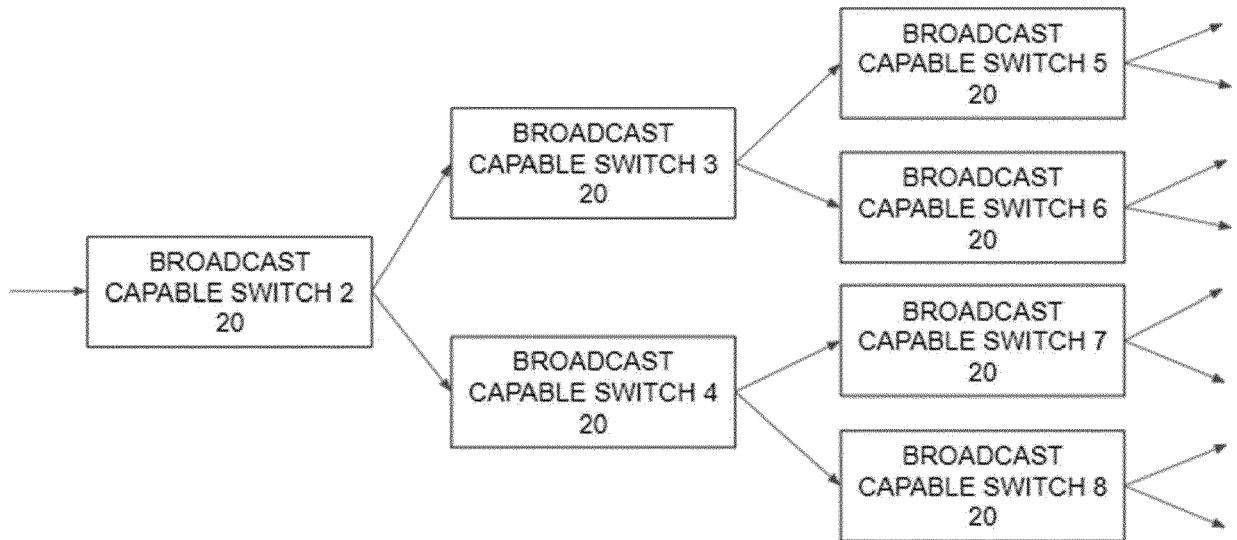 BROADCAST
CAPABLE SWITCH 2
20
BROADCAST
CAPABLE SWITCH 3
20
BROADCAST
CAPABLE SWITCH 4
20
BROADCAST
CAPABLE SWITCH 5
20
BROADCAST
CAPABLE SWITCH 6
20
BROADCAST
CAPABLE SWITCH 7
20
BROADCAST
CAPABLE SWITCH 8
20